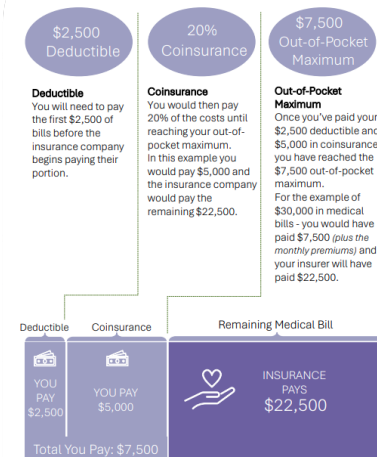 $2,500
Deductible
20%
Coinsurance
$7,500
Out-of-Pocket
Maximum
Deductible
You will need to pay
the first $2,500 of
bills before the
insurance company
begins paying their
portion.
Coinsurance
You would then pay
20% of the costs until
reaching your out-of-
pocket maximum.
In this example you
would pay $5,000 and
the insurance company
would pay the
remaining $22,500.
Out-of-Pocket
Maximum
Once you've paid your
$2,500 deductible and
$5,000 in coinsurance
you have reached the
$7,500 out-of-pocket
maximum.
For the example of
$30,000 in medical
bills - you would have
paid $7,500 (plus the
monthly premiums) and
your insurer will have
paid $22,500.
Deductible
Coinsurance
Remaining Medical Bill
YOU
PAY
$2,500
YOU PAY
$5,000
INSURANCE
PAYS
$22,500
Total You Pay: $7,500